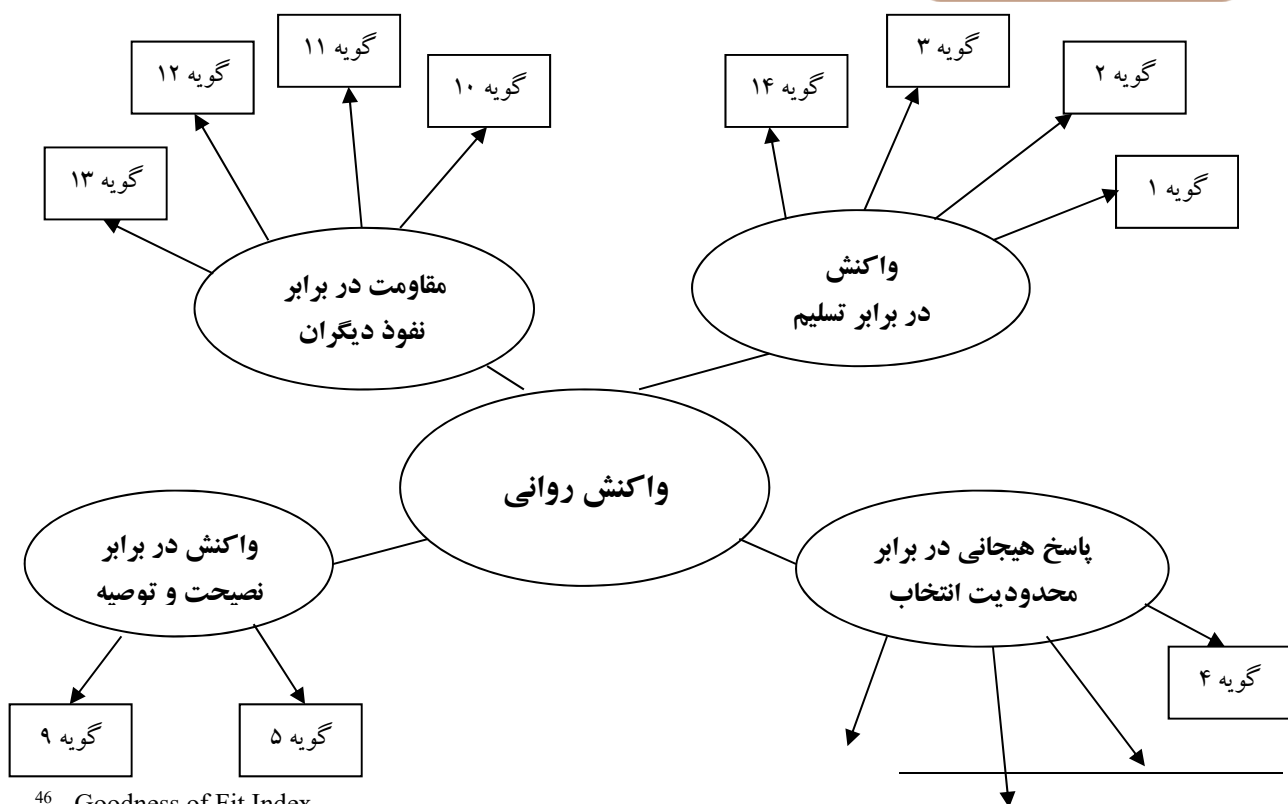 گویه ۱۱
گویه ۳
گویه ۲
گویه ۱۲
گویه ۱۰
گویه ۱۴
گویه ۱۳
گویه ۱
واکنش
در برابر تسلیم
مقاومت در برابر
نفوذ دیگران
واکنش روانی
پاسخ هیجانی در برابر
محدودیت انتخاب
واکنش در برابر
نصیحت و توصیه
گویه ۴
گویه ۵
گویه ۹
46 Goodness of Fit Index